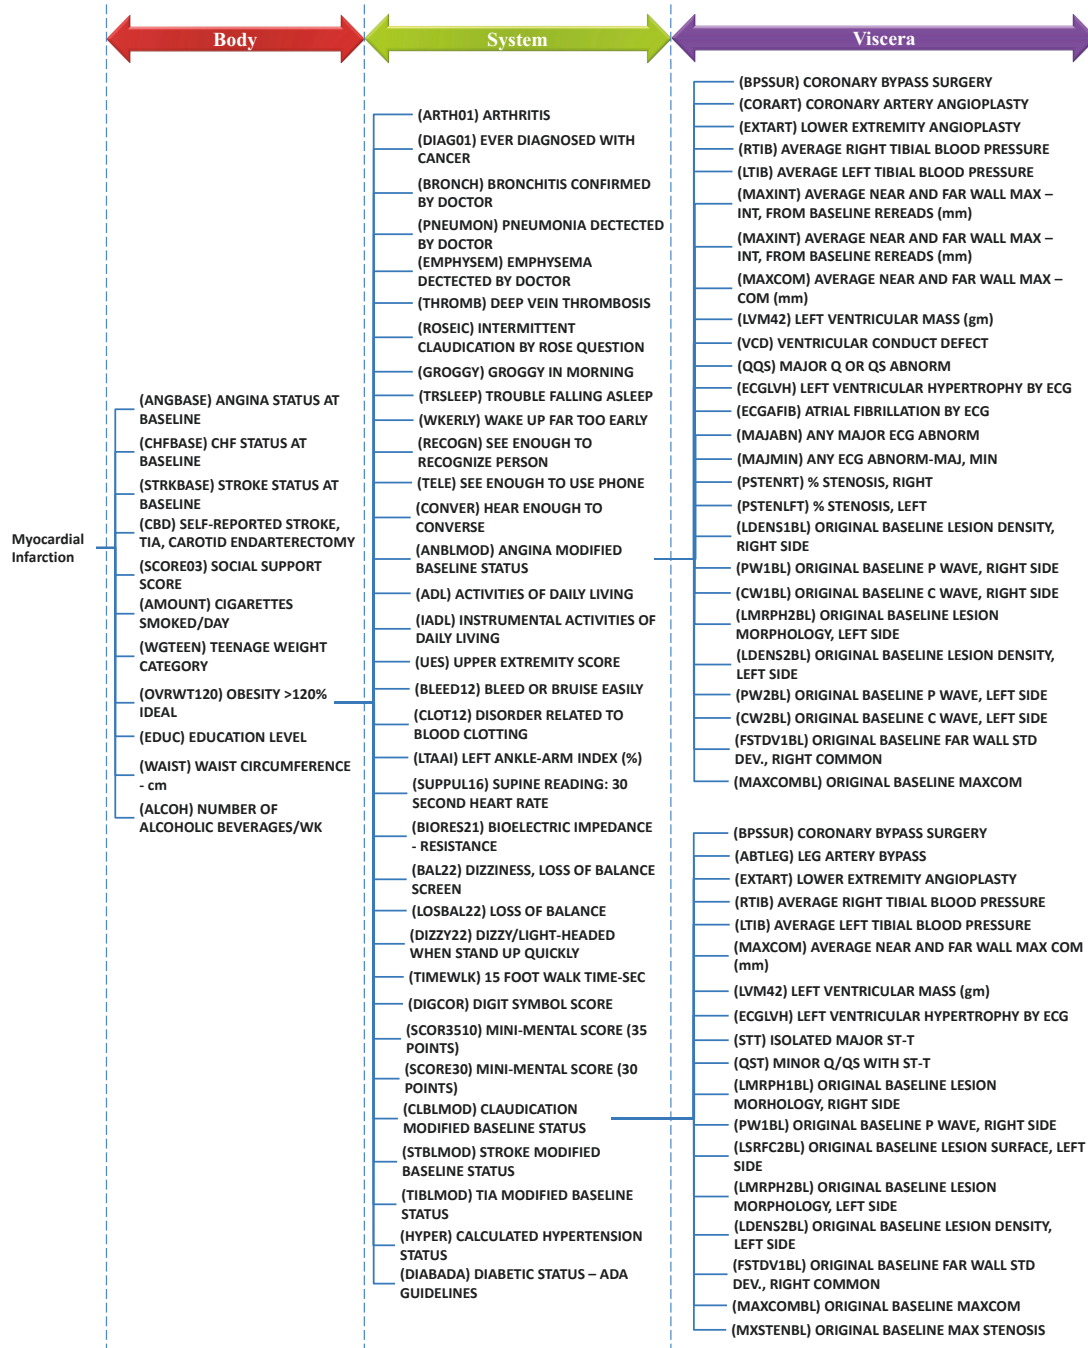 Body
System
Viscera
Myocardial
Infarction
(ANGBASE) ANGINA STATUS AT
BASELINE
(CHFBASE) CHF STATUS AT
BASELINE
(STRKBASE) STROKE STATUS AT
BASELINE
(CBD) SELF-REPORTED STROKE,
TIA, CAROTID ENDARTERECTOMY
(SCORE03) SOCIAL SUPPORT
SCORE
(AMOUNT) CIGARETTES
SMOKED/DAY
(WGTEEN) TEENAGE WEIGHT
CATEGORY
(OVRWT120) OBESITY >120%
IDEAL
(EDUC) EDUCATION LEVEL
(WAIST) WAIST CIRCUMFERENCE
- cm
(ALCOH) NUMBER OF
ALCOHOLIC BEVERAGES/WK
(ARTH01) ARTHRITIS
(DIAG01) EVER DIAGNOSED WITH
CANCER
(BRONCH) BRONCHITIS CONFIRMED
BY DOCTOR
(PNEUMON) PNEUMONIA DECTECTED
BY DOCTOR
(EMPHYSEM) EMPHYSEMA
DECTECTED BY DOCTOR
(THROMB) DEEP VEIN THROMBOSIS
(ROSEIC) INTERMITTENT
CLAUDICATION BY ROSE QUESTION
(GROGGY) GROGGY IN MORNING
(TRSLEEP) TROUBLE FALLING ASLEEP
(WKERLY) WAKE UP FAR TOO EARLY
(RECOGN) SEE ENOUGH TO
RECOGNIZE PERSON
(TELE) SEE ENOUGH TO USE PHONE
(CONVER) HEAR ENOUGH TO
CONVERSE
(ANBLMOD) ANGINA MODIFIED
BASELINE STATUS
(ADL) ACTIVITIES OF DAILY LIVING
(IADL) INSTRUMENTAL ACTIVITIES OF
DAILY LIVING
(UES) UPPER EXTREMITY SCORE
(BLEED12) BLEED OR BRUISE EASILY
(CLOT12) DISORDER RELATED TO
BLOOD CLOTTING
(LTAAI) LEFT ANKLE-ARM INDEX (%)
(SUPPUL16) SUPINE READING: 30
SECOND HEART RATE
(BIORES21) BIOELECTRIC IMPEDANCE
- RESISTANCE
(BAL22) DIZZINESS, LOSS OF BALANCE
SCREEN
(LOSBAL22) LOSS OF BALANCE
(DIZZY22) DIZZY/LIGHT-HEADED
WHEN STAND UP QUICKLY
(TIMEWLK) 15 FOOT WALK TIME-SEC
(DIGCOR) DIGIT SYMBOL SCORE
(SCOR3510) MINI-MENTAL SCORE (35
POINTS)
(SCORE30) MINI-MENTAL SCORE (30
POINTS)
(CLBLMOD) CLAUDICATION
MODIFIED BASELINE STATUS
(STBLMOD) STROKE MODIFIED
BASELINE STATUS
(TIBLMOD) TIA MODIFIED BASELINE
STATUS
(HYPER) CALCULATED HYPERTENSION
STATUS
(DIABADA) DIABETIC STATUS – ADA
GUIDELINES
(BPSSUR) CORONARY BYPASS SURGERY
(CORART) CORONARY ARTERY ANGIOPLASTY
(EXTART) LOWER EXTREMITY ANGIOPLASTY
(RTIB) AVERAGE RIGHT TIBIAL BLOOD PRESSURE
(LTIB) AVERAGE LEFT TIBIAL BLOOD PRESSURE
(MAXINT) AVERAGE NEAR AND FAR WALL MAX –
INT, FROM BASELINE REREADS (mm)
(MAXINT) AVERAGE NEAR AND FAR WALL MAX –
INT, FROM BASELINE REREADS (mm)
(MAXCOM) AVERAGE NEAR AND FAR WALL MAX –
COM (mm)
(LVM42) LEFT VENTRICULAR MASS (gm)
(VCD) VENTRICULAR CONDUCT DEFECT
(QQS) MAJOR Q OR QS ABNORM
(ECGLVH) LEFT VENTRICULAR HYPERTROPHY BY ECG
(ECGAFIB) ATRIAL FIBRILLATION BY ECG
(MAJABN) ANY MAJOR ECG ABNORM
(MAJMIN) ANY ECG ABNORM-MAJ, MIN
(PSTENRT) % STENOSIS, RIGHT
(PSTENLFT) % STENOSIS, LEFT
(LDENS1BL) ORIGINAL BASELINE LESION DENSITY,
RIGHT SIDE
(PW1BL) ORIGINAL BASELINE P WAVE, RIGHT SIDE
(CW1BL) ORIGINAL BASELINE C WAVE, RIGHT SIDE
(LMRPH2BL) ORIGINAL BASELINE LESION
MORPHOLOGY, LEFT SIDE
(LDENS2BL) ORIGINAL BASELINE LESION DENSITY,
LEFT SIDE
(PW2BL) ORIGINAL BASELINE P WAVE, LEFT SIDE
(CW2BL) ORIGINAL BASELINE C WAVE, LEFT SIDE
(FSTDV1BL) ORIGINAL BASELINE FAR WALL STD
DEV., RIGHT COMMON
(MAXCOMBL) ORIGINAL BASELINE MAXCOM
(BPSSUR) CORONARY BYPASS SURGERY
(ABTLEG) LEG ARTERY BYPASS
(EXTART) LOWER EXTREMITY ANGIOPLASTY
(RTIB) AVERAGE RIGHT TIBIAL BLOOD PRESSURE
(LTIB) AVERAGE LEFT TIBIAL BLOOD PRESSURE
(MAXCOM) AVERAGE NEAR AND FAR WALL MAX COM
(mm)
(LVM42) LEFT VENTRICULAR MASS (gm)
(ECGLVH) LEFT VENTRICULAR HYPERTROPHY BY ECG
(STT) ISOLATED MAJOR ST-T
(QST) MINOR Q/QS WITH ST-T
(LMRPH1BL) ORIGINAL BASELINE LESION
MORHOLOGY, RIGHT SIDE
(PW1BL) ORIGINAL BASELINE P WAVE, RIGHT SIDE
(LSRFC2BL) ORIGINAL BASELINE LESION SURFACE, LEFT
SIDE
(LMRPH2BL) ORIGINAL BASELINE LESION
MORPHOLOGY, LEFT SIDE
(LDENS2BL) ORIGINAL BASELINE LESION DENSITY,
LEFT SIDE
(FSTDV1BL) ORIGINAL BASELINE FAR WALL STD
DEV., RIGHT COMMON
(MAXCOMBL) ORIGINAL BASELINE MAXCOM
(MXSTENBL) ORIGINAL BASELINE MAX STENOSIS